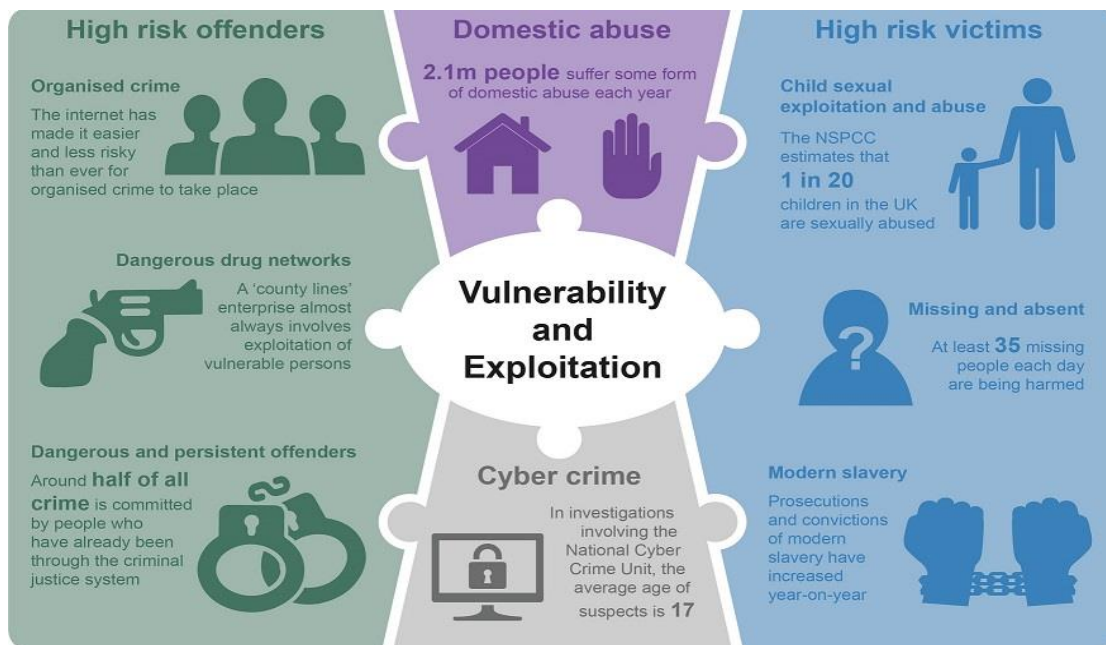 High risk offenders
Organised crime
The internet has
made it easier
and less risky
than ever for
organised crime to take place
Dangerous drug networks
A ‘county lines’
enterprise almost
always involves
exploitation of
vulnerable persons
Dangerous and persistent offenders
Around half of all
crime is committed
by people who
have already been
through the criminal
justice system
Domestic abuse
2.1m people suffer some form
of domestic abuse each year
Vulnerability
and
Exploitation
Cyber crime
In investigations
involving the
National Cyber
Crime Unit, the
average age of
suspects is 17
High risk victims
Child sexual
exploitation and abuse
The NSPCC
estimates that
1 in 20
children in the UK
are sexually abused
?
Missing and absent
At least 35 missing
people each day
are being harmed
Modern slavery
Prosecutions
and convictions
of modern
slavery have
increased
year-on-year